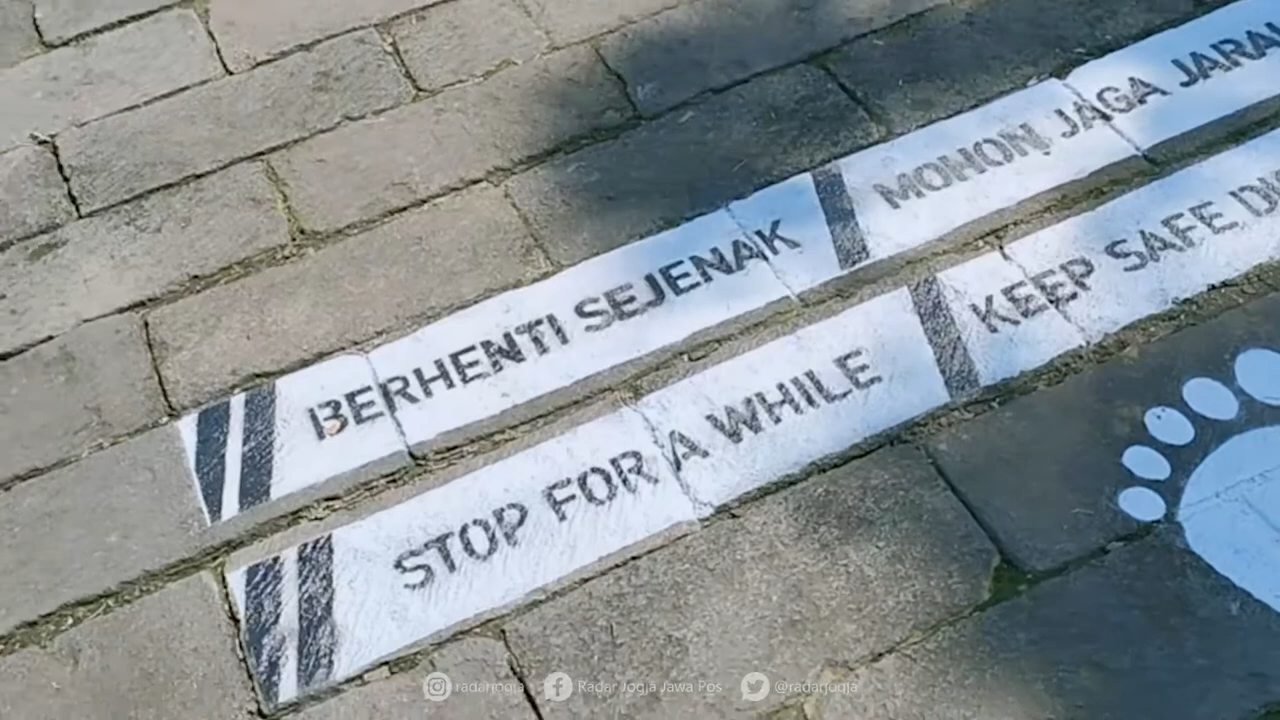 BERHENTI SEJENAK MOHON JAGA
STOP FOR A WHILE KEEP SAFE
radarjogja Radar Jogja Jawa Pos @radarjogja